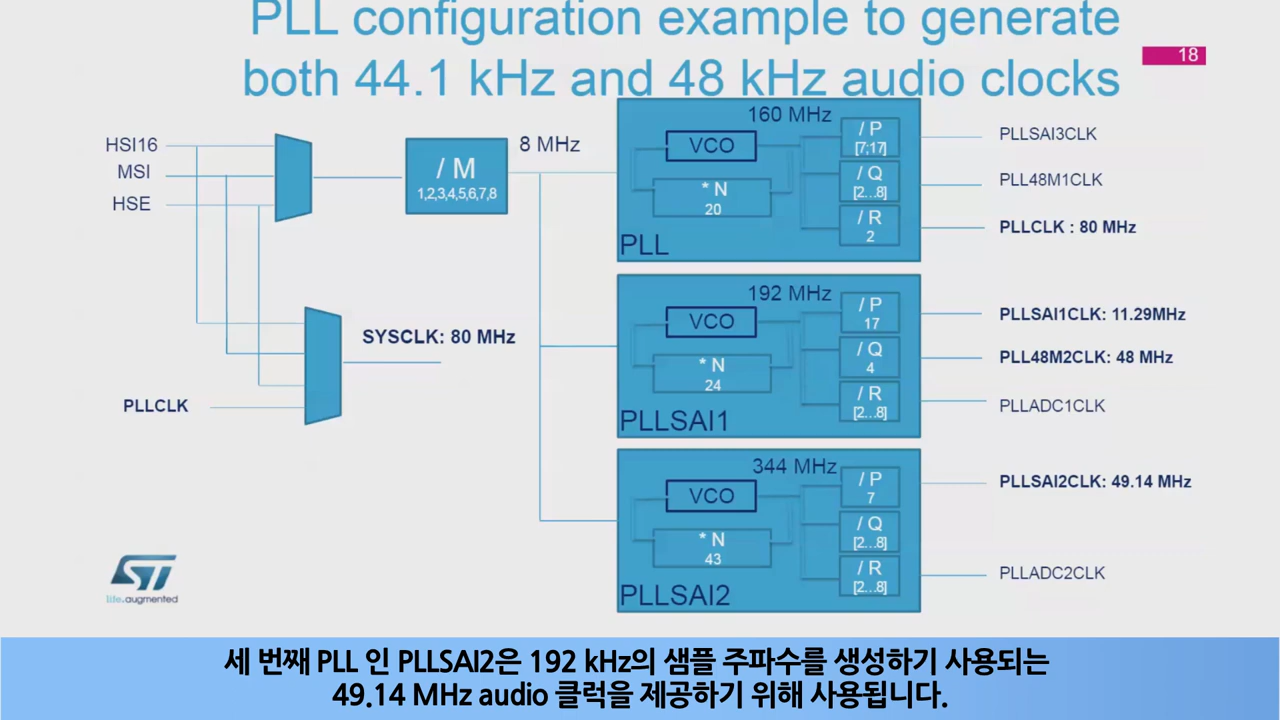 PLL configuration example to generate
both 44.1 kHz and 48 kHz audio clocks
18
HSI16
MSI
HSE
/ M
1,2,3,4,5,6,7,8
8 MHz
160 MHz
VCO
* N
20
/ P
[7;17]
/ Q
[2...8]
/ R
2
PLL
PLLSAI3CLK
PLL48M1CLK
PLLCLK : 80 MHz
SYSCLK: 80 MHz
PLLCLK
192 MHz
VCO
* N
24
/ P
17
/ Q
4
/ R
[2...8]
PLLSAI1
PLLSAI1CLK: 11.29MHz
PLL48M2CLK: 48 MHz
PLLADC1CLK
344 MHz
VCO
* N
43
/ P
7
/ Q
[2...8]
/ R
[2...8]
PLLSAI2
PLLSAI2CLK: 49.14 MHz
PLLADC2CLK
ST
life.augmented
세 번째 PLL 인 PLLSAI2은 192 kHz의 샘플 주파수를 생성하기 사용되는
49.14 MHz audio 클럭을 제공하기 위해 사용됩니다.